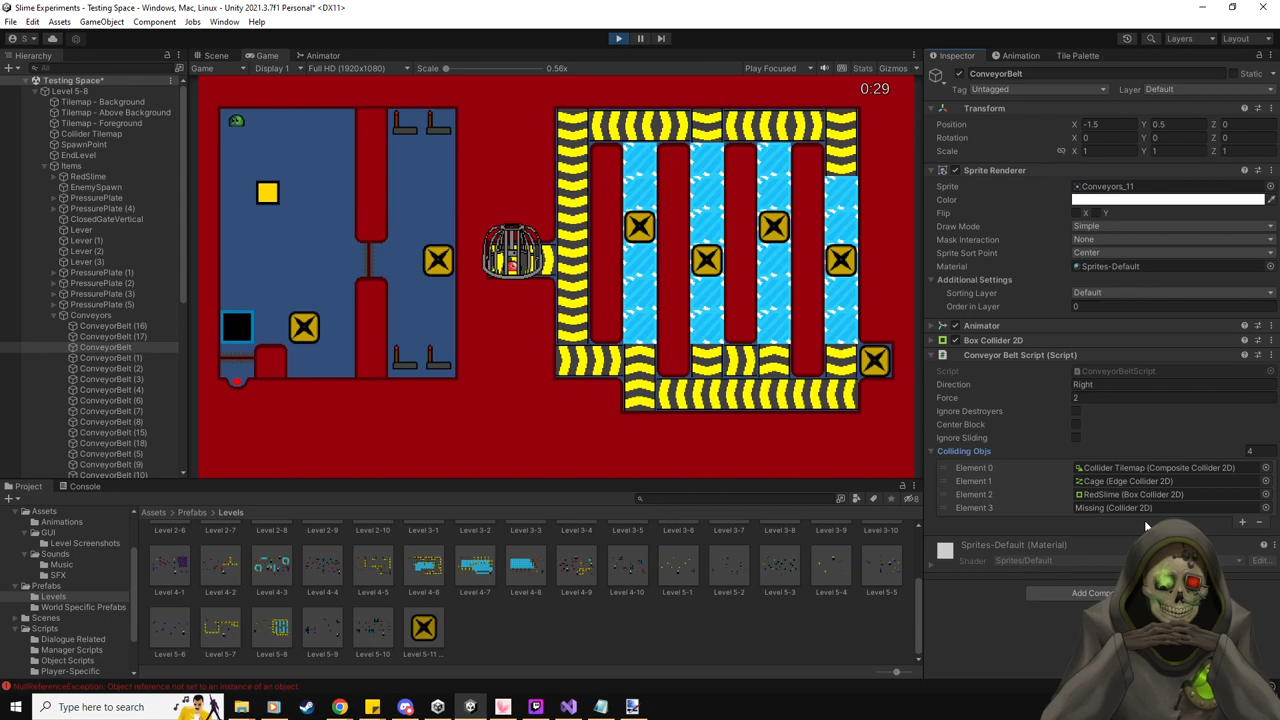 Slime Experiments - Testing Space - Windows, Mac, Linux - Unity 2021.3.7f1 Personal* <DX11>
File Edit Assets GameObject Component Jobs Window Help
S Layers Layout
Hierarchy
All
Testing Space*
Level 5-8
Tilemap - Background
Tilemap - Above Background
Tilemap - Foreground
Collider Tilemap
SpawnPoint
EndLevel
Items
RedSlime
EnemySpawn
PressurePlate
PressurePlate (4)
ClosedGateVertical
Lever
Lever (1)
Lever (2)
Lever (3)
PressurePlate (1)
PressurePlate (2)
PressurePlate (3)
PressurePlate (5)
Conveyors
ConveyorBelt (16)
ConveyorBelt (17)
ConveyorBelt
ConveyorBelt (1)
ConveyorBelt (2)
ConveyorBelt (3)
ConveyorBelt (4)
ConveyorBelt (6)
ConveyorBelt (7)
ConveyorBelt (8)
ConveyorBelt (15)
ConveyorBelt (18)
ConveyorBelt (5)
ConveyorBelt (9)
ConveyorBelt (10)
Scene Game Animator
Game Display 1 Full HD (1920x1080) Scale 0.56x Play Focused Stats Gizmos
0:29
Inspector Animation Tile Palette
ConveyorBelt Static
Tag Untagged Layer Default
Transform
Position X -1.5 Y 0.5 Z 0
Rotation X 0 Y 0 Z 0
Scale X 1 Y 1 Z 1
Sprite Renderer
Sprite Conveyors_11
Color
Flip X Y
Draw Mode Simple
Mask Interaction None
Sprite Sort Point Center
Material Sprites-Default
Additional Settings
Sorting Layer Default
Order in Layer 0
Animator
Box Collider 2D
Conveyor Belt Script (Script)
Script ConveyorBeltScript
Direction Right
Force 2
Ignore Destroyers
Center Block
Ignore Sliding
Colliding Objs 4
Element 0 Collider Tilemap (Composite Collider 2D)
Element 1 Cage (Edge Collider 2D)
Element 2 RedSlime (Box Collider 2D)
Element 3 Missing (Collider 2D)
Sprites-Default (Material)
Shader Sprites/Default Edit...
Project Console
8
Assets
Animations
GUI
Level Screenshots
Sounds
Music
SFX
Prefabs
Levels
World Specific Prefabs
Scenes
Scripts
Dialogue Related
Manager Scripts
Object Scripts
Player-Specific
Assets > Prefabs > Levels
Level 2-6 Level 2-7 Level 2-8 Level 2-9 Level 3-1 Level 3-2 Level 3-3 Level 3-4 Level 3-5 Level 3-6 Level 3-7 Level 3-8 Level 3-9
Level 4-1 Level 4-2 Level 4-3 Level 4-4 Level 4-5 Level 4-6 Level 4-7 Level 4-8 Level 4-9 Level 4-10 Level 5-1 Level 5-2 Level 5-3 Level 5-4 Level 5-5
Level 5-6 Level 5-7 Level 5-8 Level 5-9 Level 5-10 Level 5-11 ...
NullReferenceException: Object reference not set to an instance of an object
Type here to search